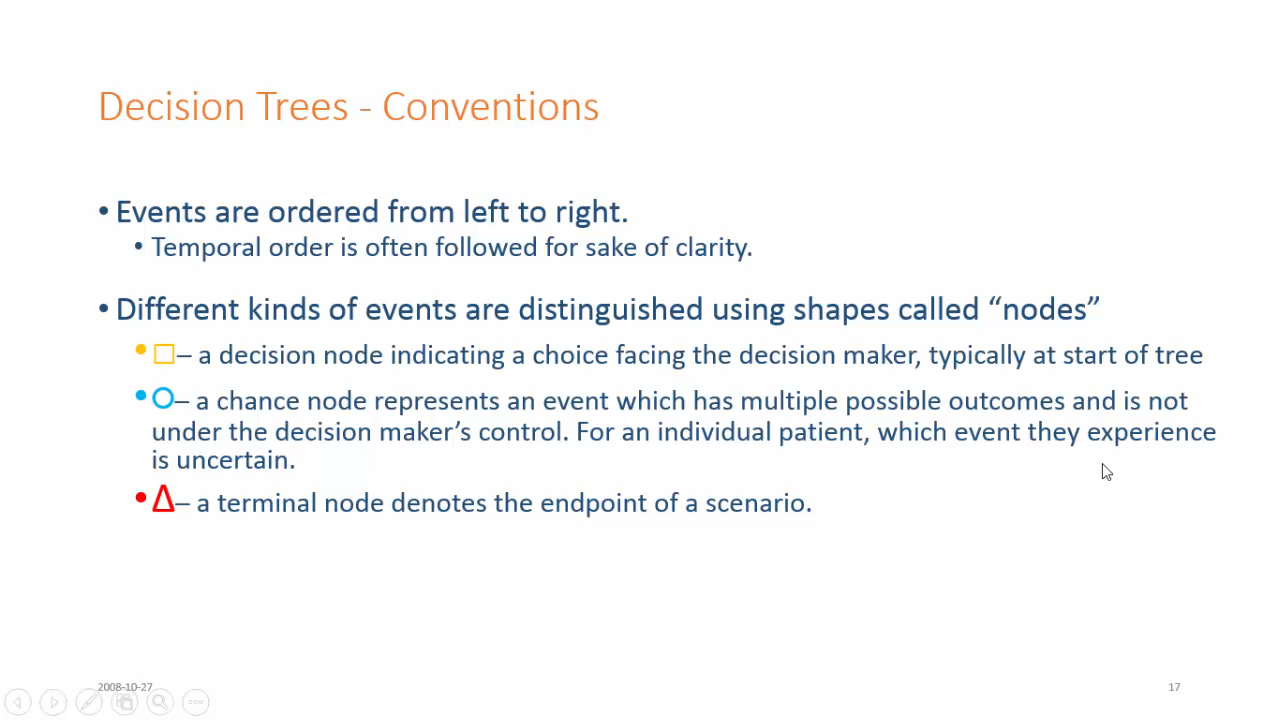 Decision Trees - Conventions
• Events are ordered from left to right.
• Temporal order is often followed for sake of clarity.
• Different kinds of events are distinguished using shapes called “nodes”
• □– a decision node indicating a choice facing the decision maker, typically at start of tree
• O– a chance node represents an event which has multiple possible outcomes and is not
under the decision maker’s control. For an individual patient, which event they experience
is uncertain.
• Δ– a terminal node denotes the endpoint of a scenario.
2008-10-27
17